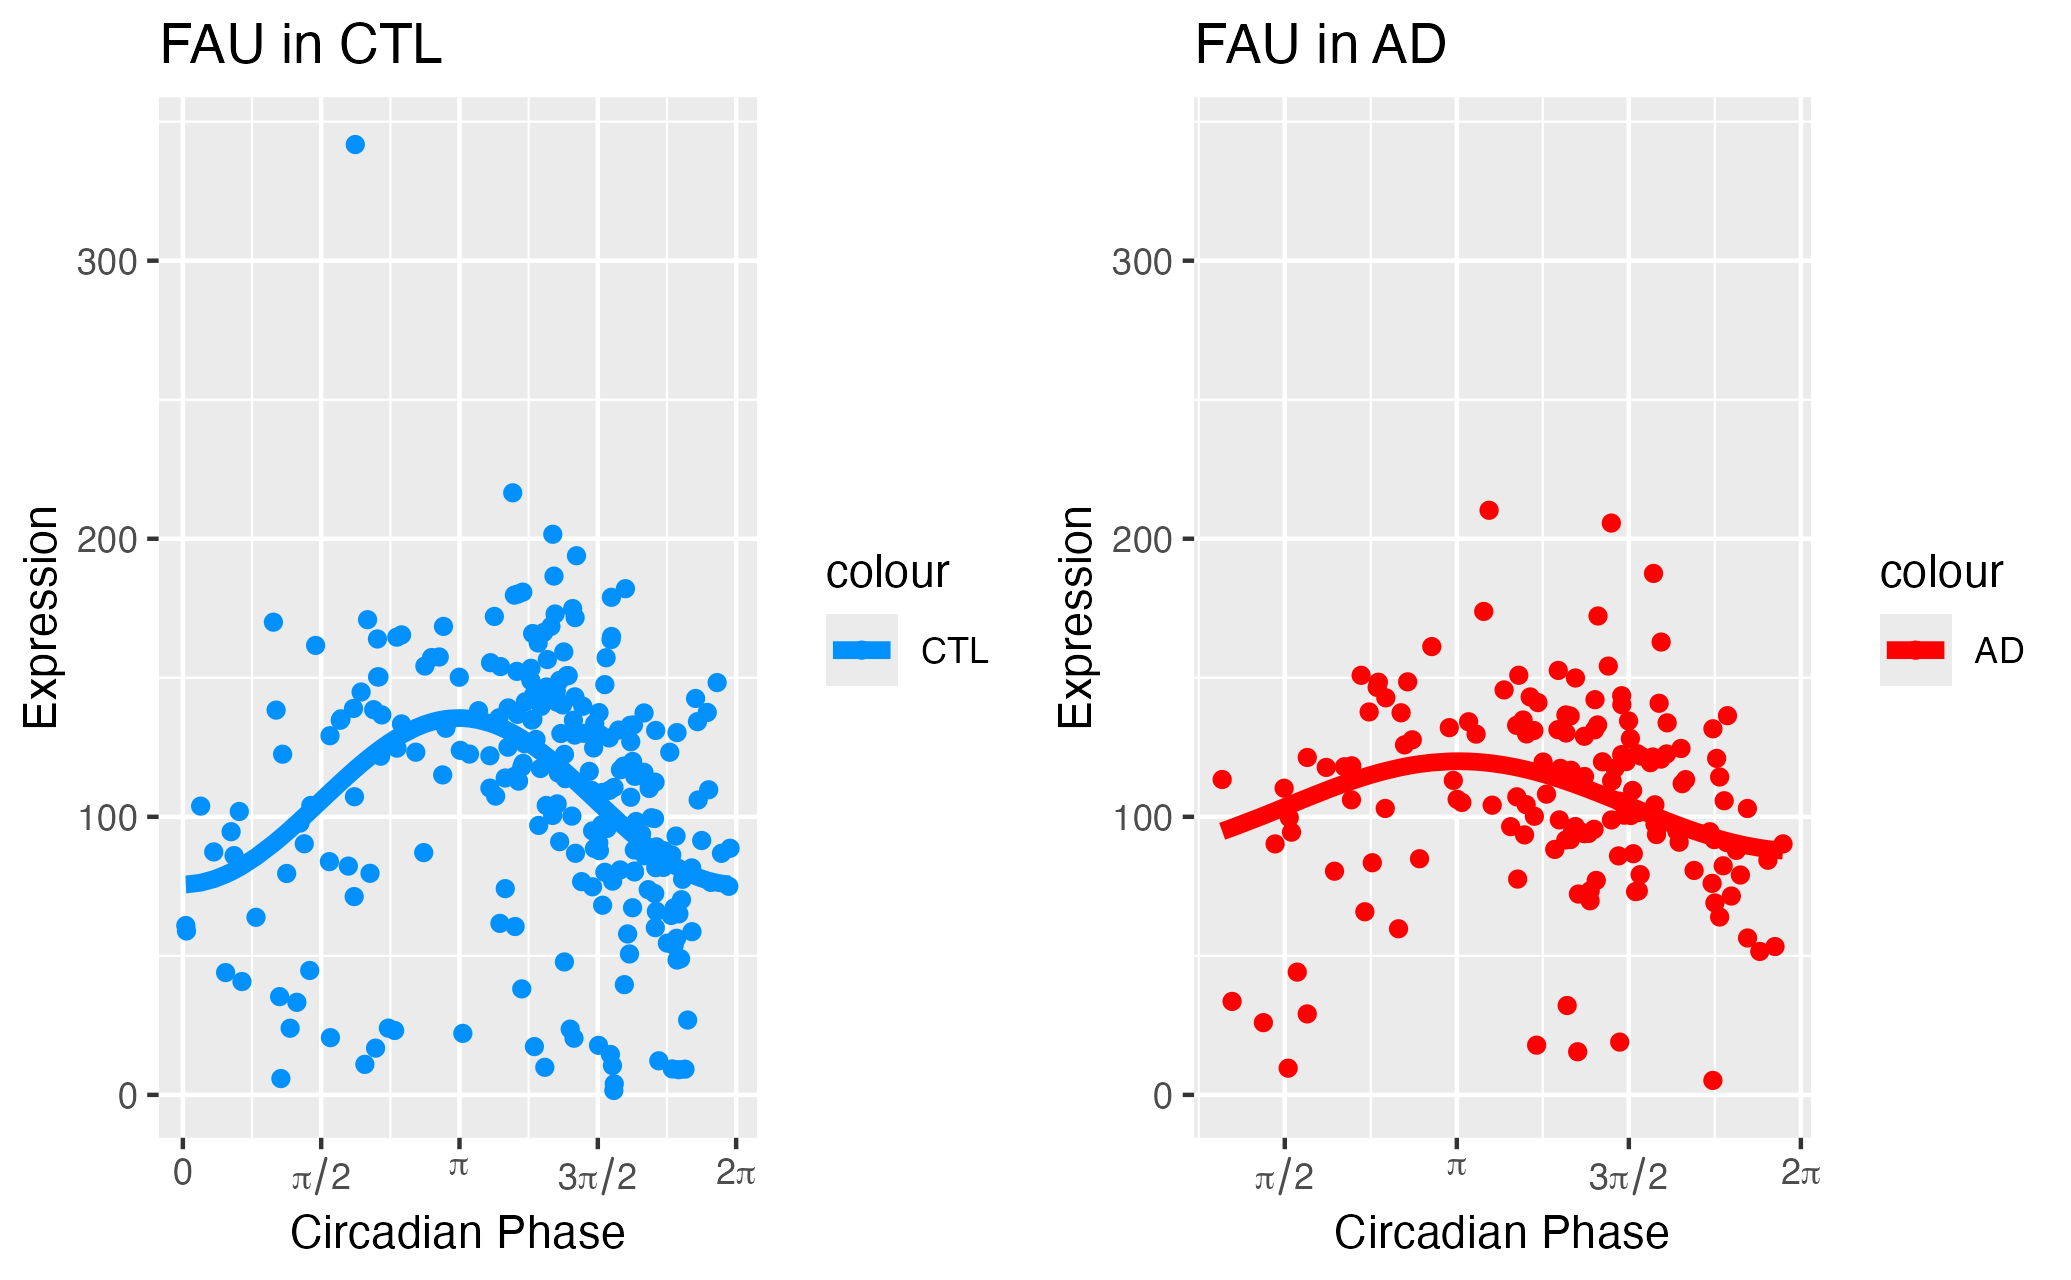 FAU in CTL
300
200
100
0
Expression
0
π/2
π
3π/2
2π
Circadian Phase
colour
CTL
FAU in AD
300
200
100
0
Expression
π/2
π
3π/2
2π
Circadian Phase
colour
AD